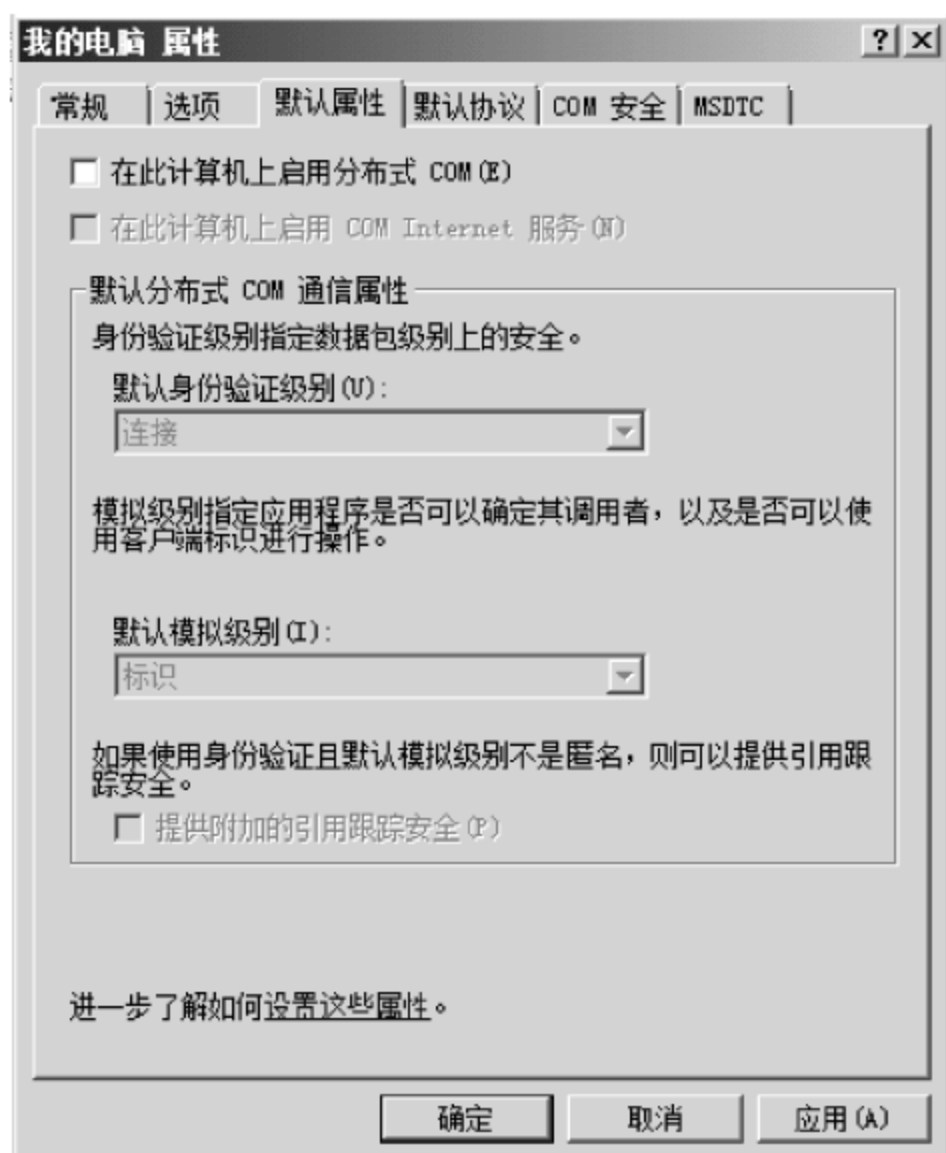 我的电脑 属性
常规 选项 默认属性 默认协议 COM 安全 MSDTC
在此计算机上启用分布式 COM(E)
在此计算机上启用 COM Internet 服务(N)
默认分布式 COM 通信属性
身份验证级别指定数据包级别上的安全。
默认身份验证级别(U):
连接
模拟级别指定应用程序是否可以确定其调用者，以及是否可以使
用客户端标识进行操作。
默认模拟级别(I):
标识
如果使用身份验证且默认模拟级别不是匿名，则可以提供引用跟
踪安全。
提供附加的引用跟踪安全(P)
进一步了解如何设置这些属性。
确定 取消 应用(A)